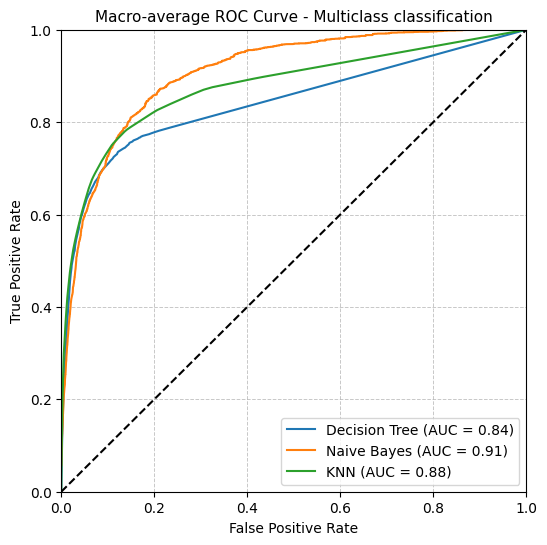 Macro-average ROC Curve - Multiclass classification
1.0
0.8
0.6
0.4
0.2
0.0
True Positive Rate
Decision Tree (AUC = 0.84)
Naive Bayes (AUC = 0.91)
KNN (AUC = 0.88)
0.0 0.2 0.4 0.6 0.8 1.0
False Positive Rate